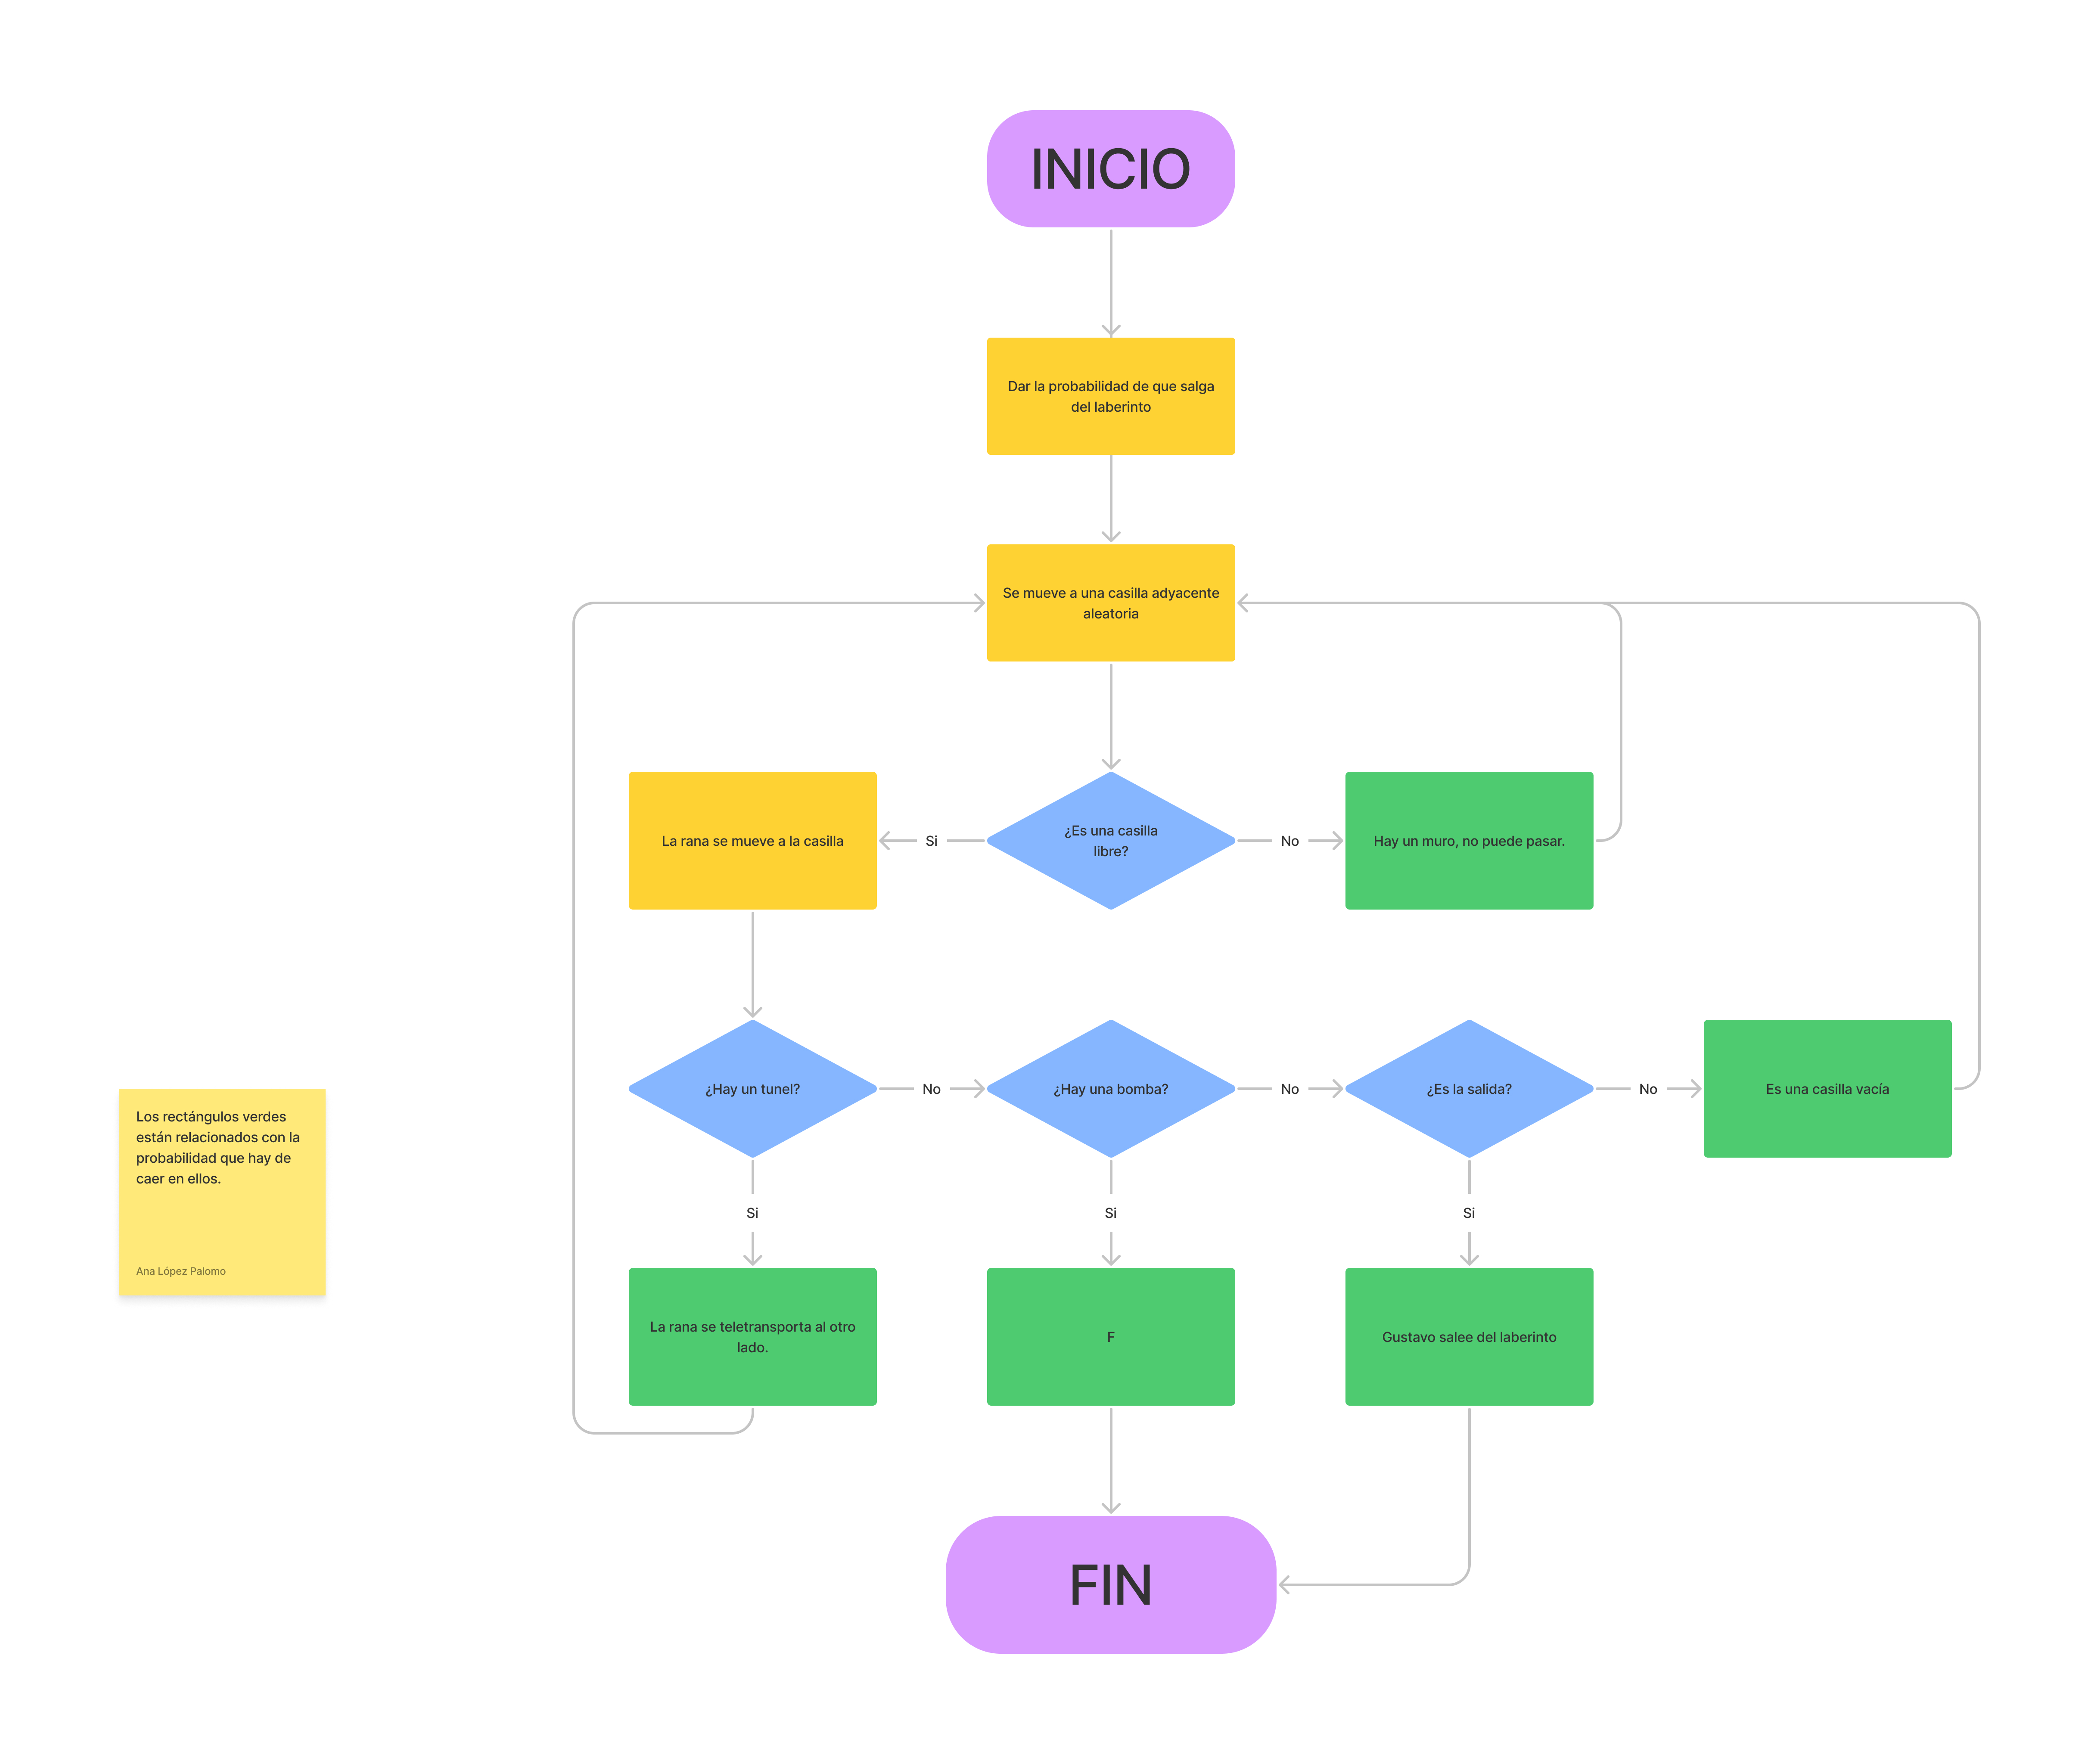 INICIO
Dar la probabilidad de que salga
del laberinto
Se mueve a una casilla adyacente
aleatoria
La rana se mueve a la casilla
Si
¿Es una casilla
libre?
No
Hay un muro, no puede pasar.
¿Hay un tunel?
No
¿Hay una bomba?
No
¿Es la salida?
No
Es una casilla vacía
Los rectángulos verdes
están relacionados con la
probabilidad que hay de
caer en ellos.
Ana López Palomo
Si
Si
Si
La rana se teletransporta al otro
lado.
F
Gustavo salee del laberinto
FIN